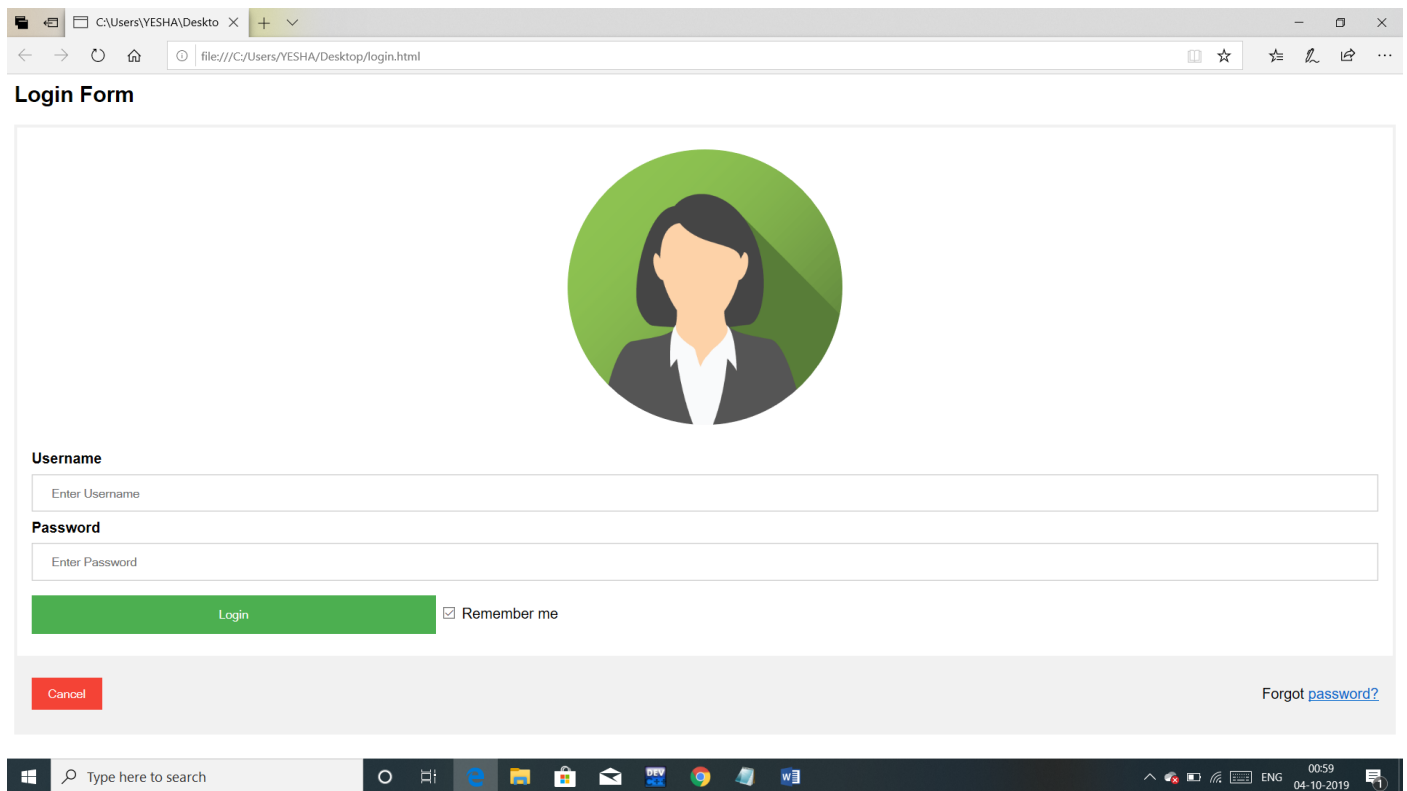 C:\Users\YESHA\Deskto
file:///C:/Users/YESHA/Desktop/login.html
Login Form
Username
Enter Username
Password
Enter Password
Login
Remember me
Cancel
Forgot password?
Type here to search
DEV
ENG
00:59
04-10-2019
1